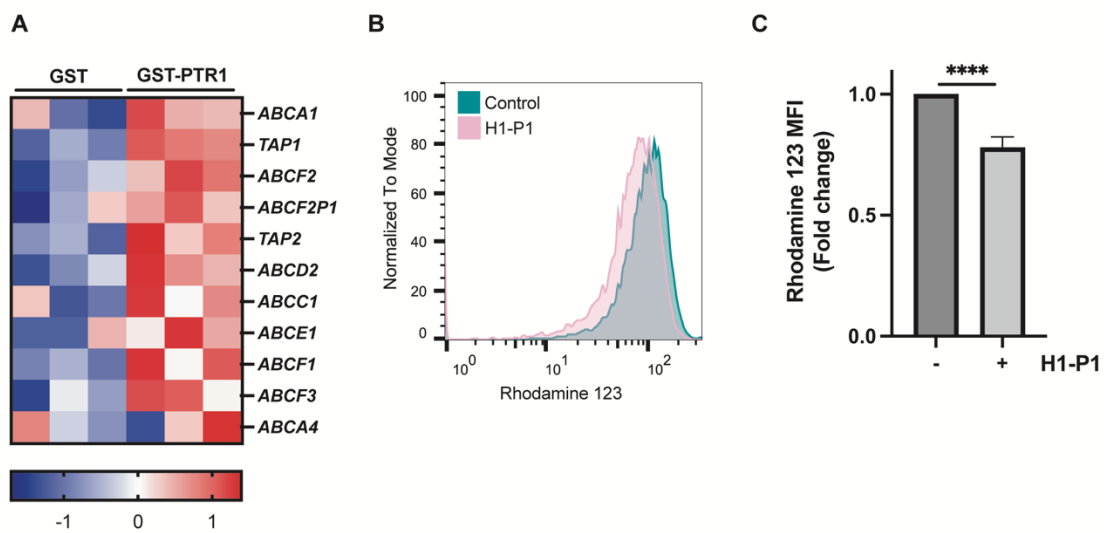 A
GST GST-PTR1
ABCA1
TAP1
ABCF2
ABCF2P1
TAP2
ABCD2
ABCC1
ABCE1
ABCF1
ABCF3
ABCA4
-1 0 1
B
Normalized To Mode
100
80
60
40
20
0
Control
H1-P1
10^0 10^1 10^2
Rhodamine 123
C
Rhodamine 123 MFI
(Fold change)
1.0
0.5
0.0
****
- + H1-P1